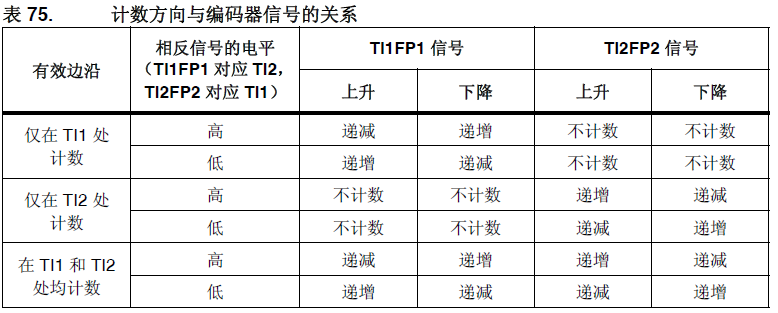 表 75. 计数方向与编码器信号的关系
有效边沿 相反信号的电平（TI1FP1 对应 TI2，TI2FP2 对应 TI1） TI1FP1 信号 TI2FP2 信号
上升 下降 上升 下降
仅在 TI1 处计数 高 递减 递增 不计数 不计数
低 递增 递减 不计数 不计数
仅在 TI2 处计数 高 不计数 不计数 递增 递减
低 不计数 不计数 递减 递增
在 TI1 和 TI2 处均计数 高 递减 递增 递增 递减
低 递增 递减 递减 递增